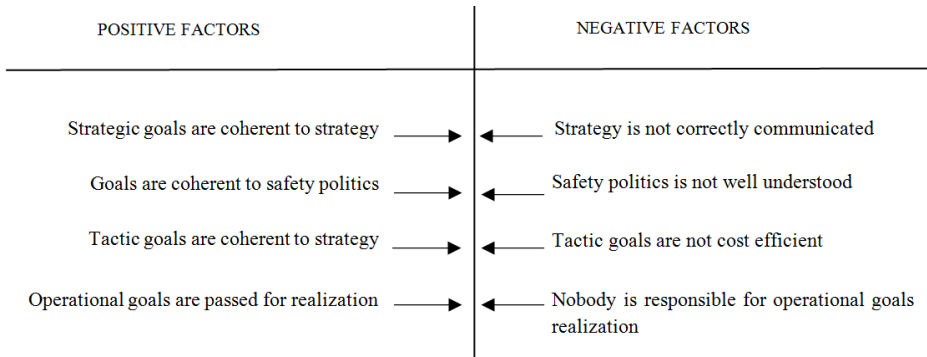 POSITIVE FACTORS
NEGATIVE FACTORS
Strategic goals are coherent to strategy
Strategy is not correctly communicated
Goals are coherent to safety politics
Safety politics is not well understood
Tactic goals are coherent to strategy
Tactic goals are not cost efficient
Operational goals are passed for realization
Nobody is responsible for operational goals
realization